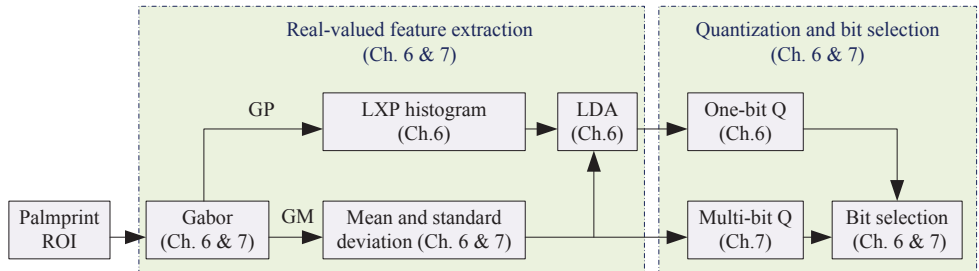 Real-valued feature extraction
(Ch. 6 & 7)
Quantization and bit selection
(Ch. 6 & 7)
GP
LXP histogram
(Ch.6)
LDA
(Ch.6)
One-bit Q
(Ch.6)
Palmprint
ROI
Gabor
(Ch. 6 & 7)
GM
Mean and standard
deviation (Ch. 6 & 7)
Multi-bit Q
(Ch.7)
Bit selection
(Ch. 6 & 7)